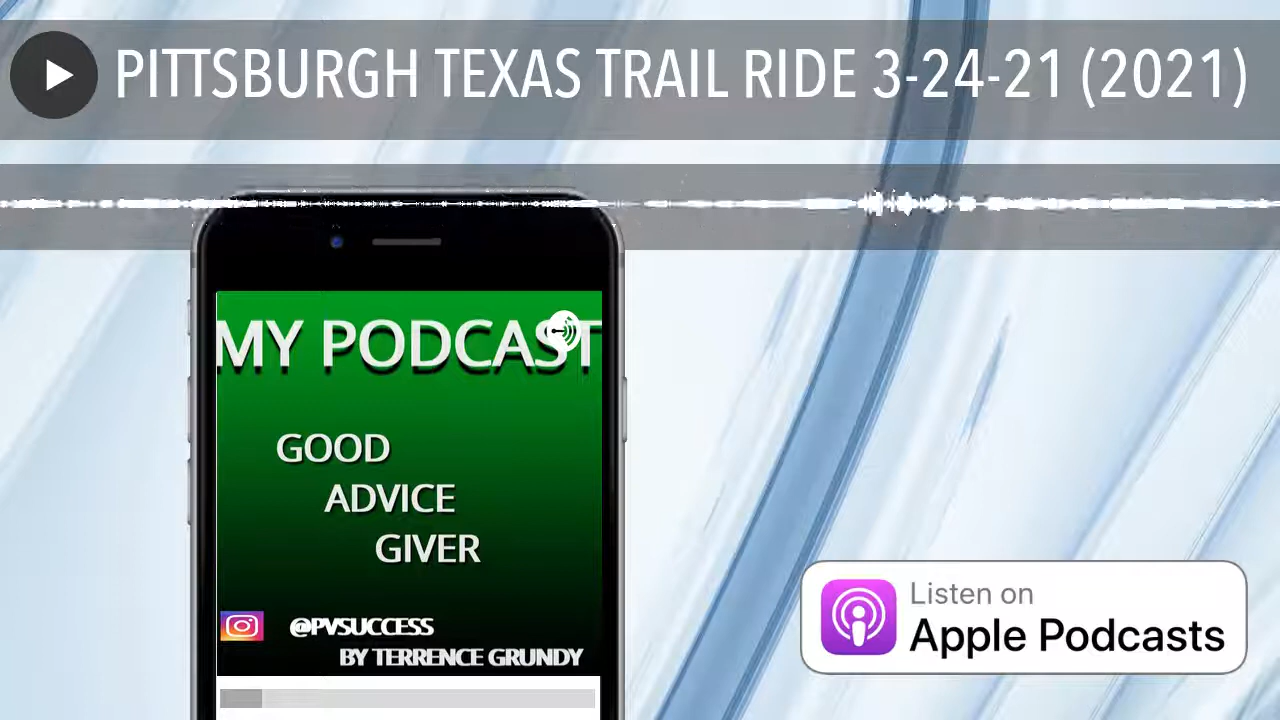 PITTSBURGH TEXAS TRAIL RIDE 3-24-21 (2021)
MY PODCAST
GOOD
ADVICE
GIVER
@PVSUCCESS
BY TERRENCE GRUNDY
Listen on
Apple Podcasts